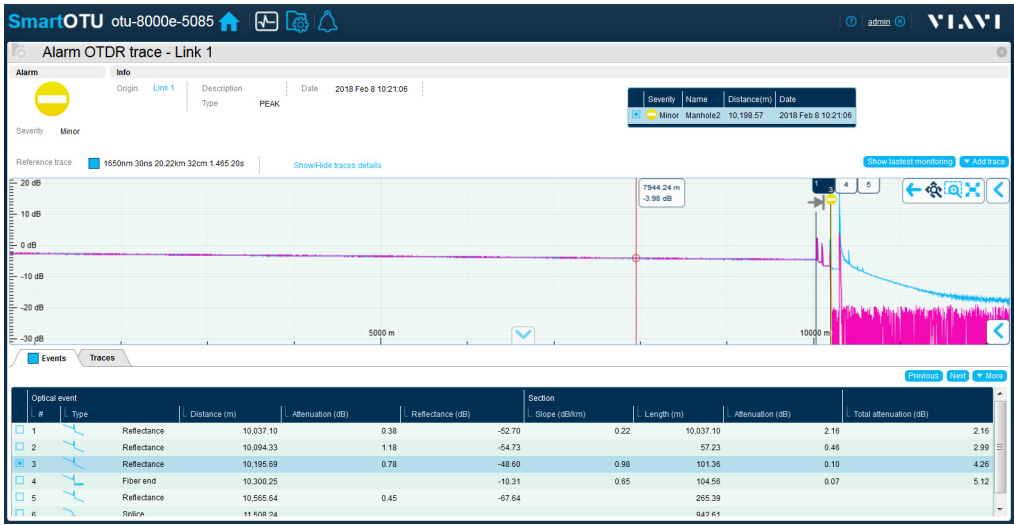 SmartOTU otu-8000e-5085 admin VIAVI
Alarm OTDR trace - Link 1
Alarm Info
Origin Link 1 Description Date 2018 Feb 8 10:21:06
Type PEAK
Severity Minor
Severity Name Distance(m) Date
Minor Manhole2 10,198.57 2018 Feb 8 10:21:06
Reference trace 1650nm 30ns 20.22km 32cm 1.465 20s Show/Hide traces details Show lastest monitoring Add trace
20 dB
10 dB
0 dB
-10 dB
-20 dB
-30 dB
7944.24 m
-3.98 dB
1 3 4 5
5000 m 10000 m
Events Traces
Previous Next More
Optical event Section
# Type Distance (m) Attenuation (dB) Reflectance (dB) Slope (dB/km) Length (m) Attenuation (dB) Total attenuation (dB)
1 Reflectance 10,037.10 0.38 -52.70 0.22 10,037.10 2.16 2.16
2 Reflectance 10,094.33 1.18 -54.73 57.23 0.46 2.99
3 Reflectance 10,195.69 0.78 -48.60 0.98 101.36 0.10 4.26
4 Fiber end 10,300.25 -10.31 0.65 104.56 0.07 5.12
5 Reflectance 10,565.64 0.45 -67.64 265.39
6 Splice 11,508.24 942.61